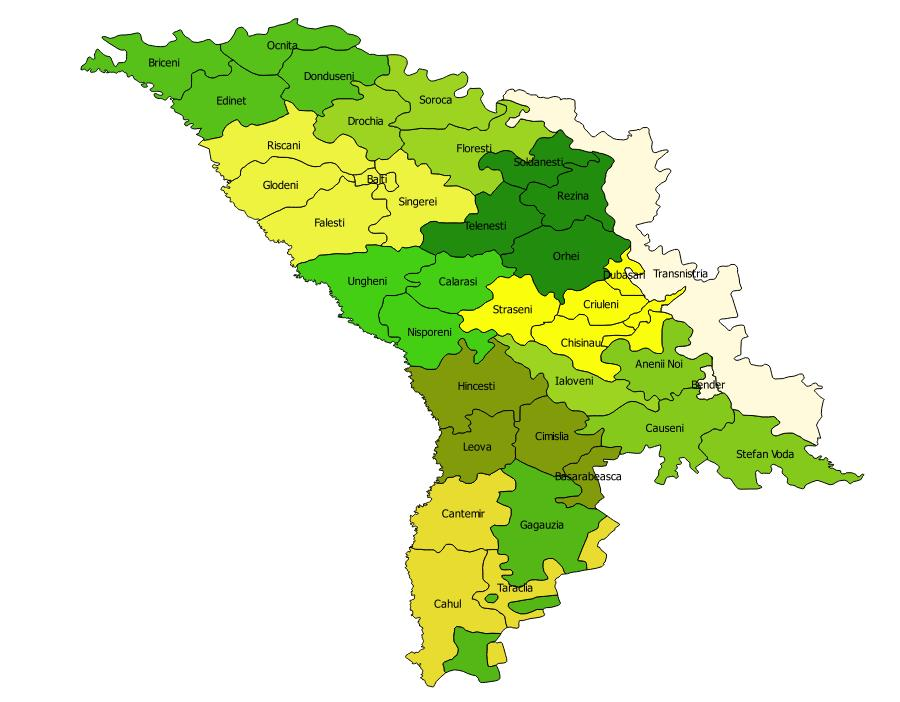 Ocnita
Briceni
Donduseni
Edinet
Soroca
Drochia
Riscani
Floresti
Soldanesti
Balti
Glodeni
Rezina
Singerei
Falesti
Telenesti
Orhei
Dubasari
Transnistria
Ungheni
Calarasi
Criuleni
Straseni
Nisporeni
Chisinau
Anenii Noi
Ialoveni
Bender
Hincesti
Causeni
Cimislia
Leova
Stefan Voda
Basarabeasca
Cantemir
Gagauzia
Taraclia
Cahul